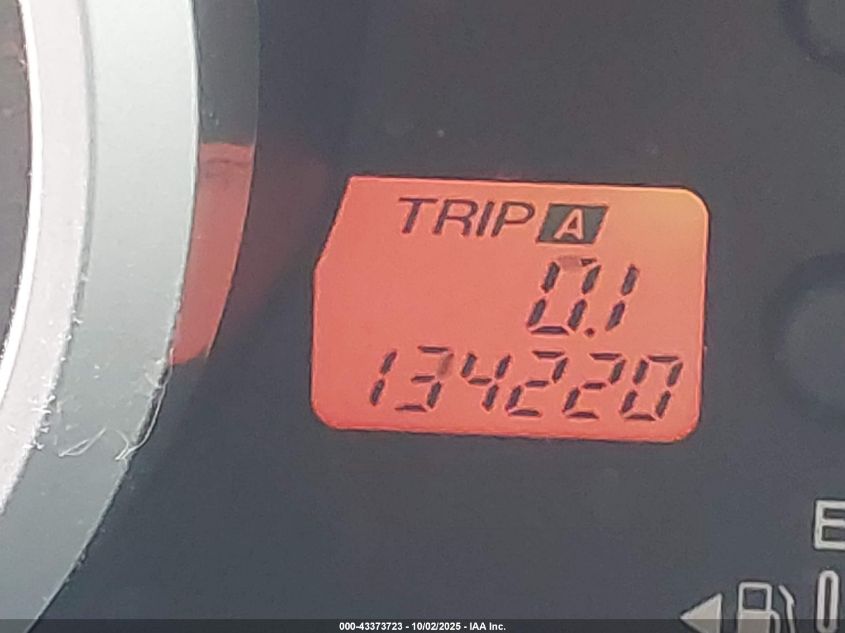 TRIP A
0.1
134220
E
000-43373723 - 10/02/2025 - IAA Inc.